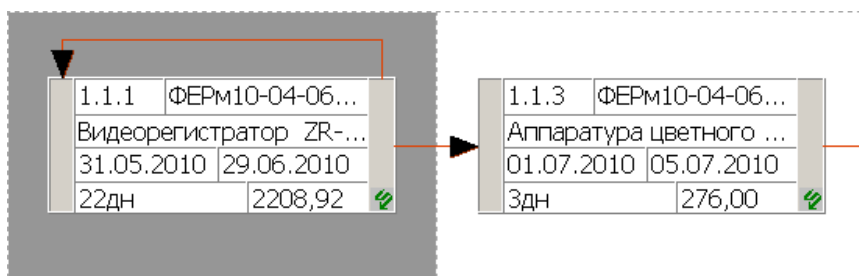 1.1.1 ФЕРм10-04-06...
Видеорегистратор ZR-...
31.05.2010 29.06.2010
22дн 2208,92
1.1.3 ФЕРм10-04-06...
Аппаратура цветного ...
01.07.2010 05.07.2010
3дн 276,00